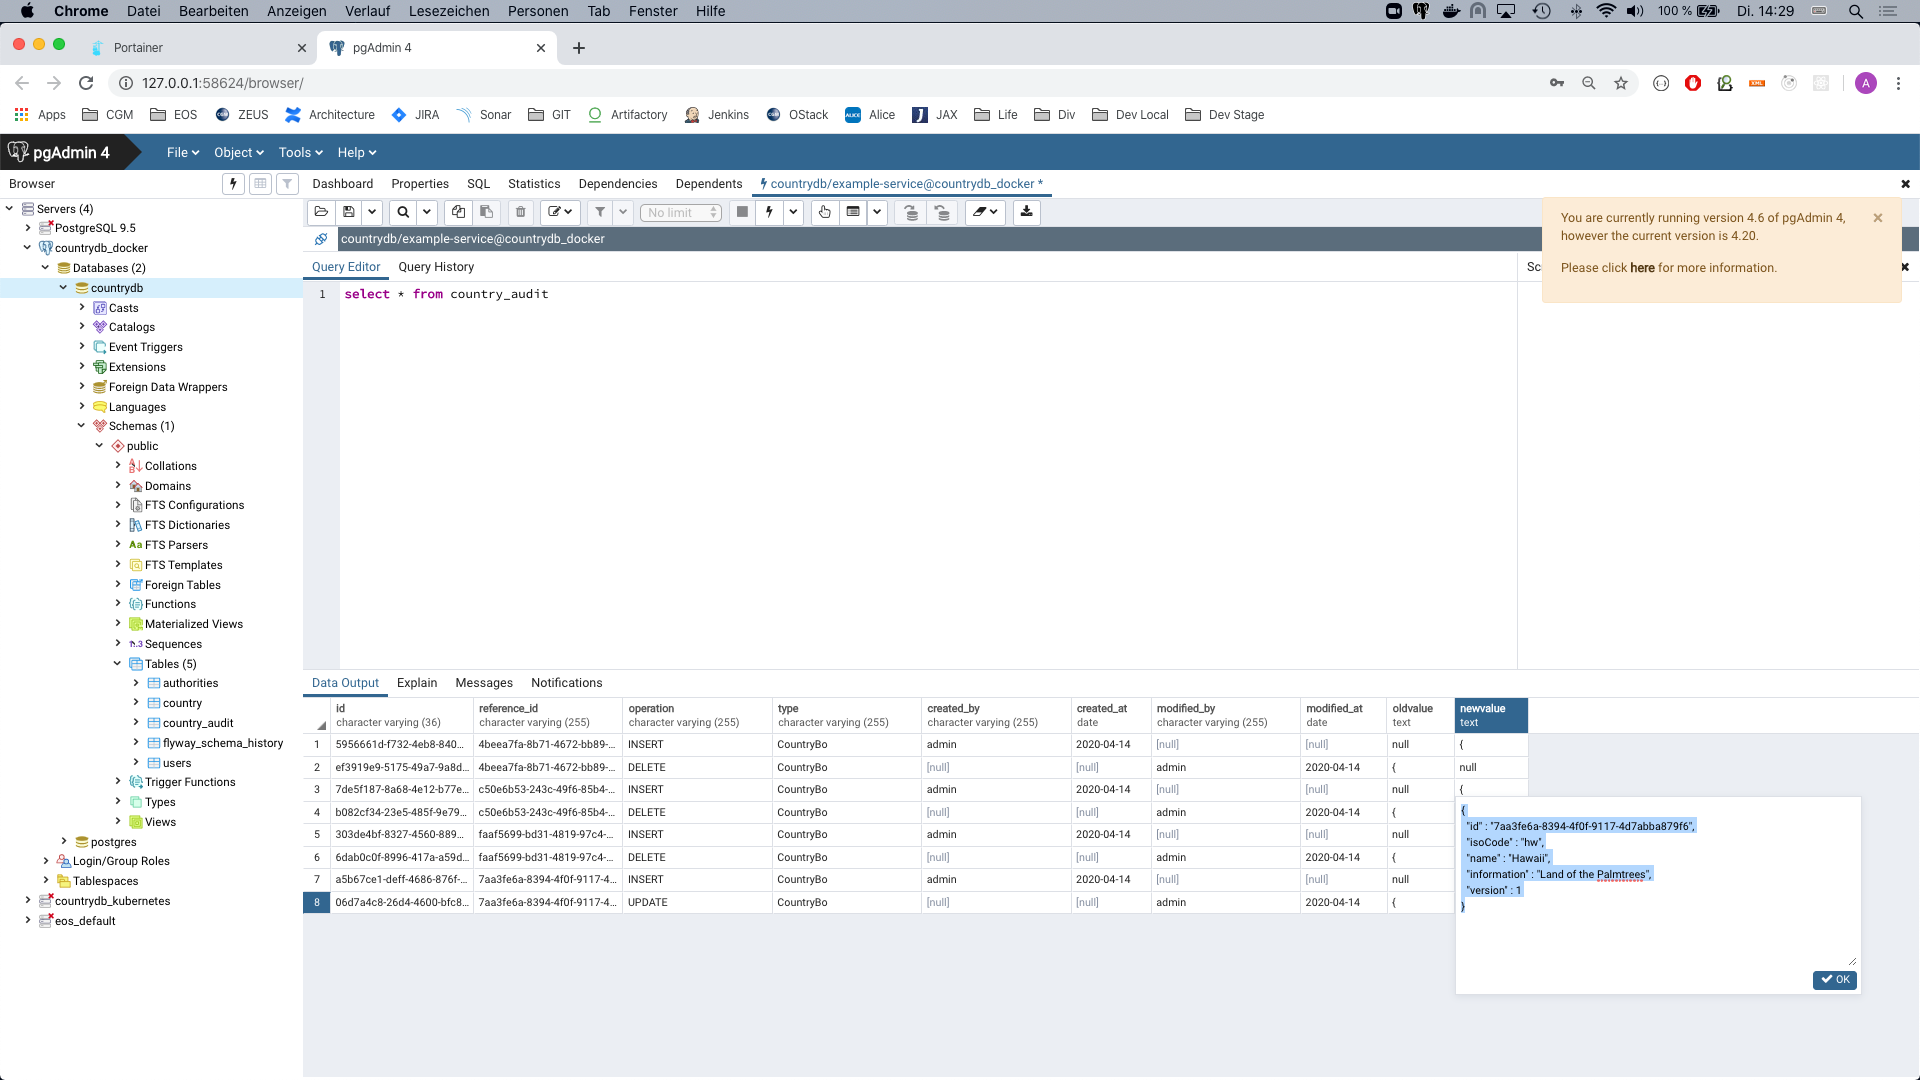 Chrome Datei Bearbeiten Anzeigen Verlauf Lesezeichen Personen Tab Fenster Hilfe 100 % Di. 14:29
Portainer pgAdmin 4
127.0.0.1:58624/browser/ A
Apps CGM EOS ZEUS Architecture JIRA Sonar GIT Artifactory Jenkins OStack Alice JAX Life Div Dev Local Dev Stage
pgAdmin 4 File Object Tools Help
Browser
Dashboard Properties SQL Statistics Dependencies Dependents countrydb/example-service@countrydb_docker *
Servers (4)
PostgreSQL 9.5
countrydb_docker
Databases (2)
countrydb
Casts
Catalogs
Event Triggers
Extensions
Foreign Data Wrappers
Languages
Schemas (1)
public
Collations
Domains
FTS Configurations
FTS Dictionaries
FTS Parsers
FTS Templates
Foreign Tables
Functions
Materialized Views
Sequences
Tables (5)
authorities
country
country_audit
flyway_schema_history
users
Trigger Functions
Types
Views
postgres
Login/Group Roles
Tablespaces
countrydb_kubernetes
eos_default
No limit
countrydb/example-service@countrydb_docker
Query Editor Query History
Sc
You are currently running version 4.6 of pgAdmin 4,
however the current version is 4.20.
Please click here for more information.
1 select * from country_audit
Data Output Explain Messages Notifications
id reference_id operation type created_by created_at modified_by modified_at oldvalue newvalue
character varying (36) character varying (255) character varying (255) character varying (255) character varying (255) date character varying (255) date text text
1 5956661d-f732-4eb8-840... 4beea7fa-8b71-4672-bb89-... INSERT CountryBo admin 2020-04-14 [null] [null] null {
2 ef3919e9-5175-49a7-9a8d... 4beea7fa-8b71-4672-bb89-... DELETE CountryBo [null] [null] admin 2020-04-14 { null
3 7de5f187-8a68-4e12-b77e... c50e6b53-243c-49f6-85b4-... INSERT CountryBo admin 2020-04-14 [null] [null] null {
4 b082cf34-23e5-485f-9e79... c50e6b53-243c-49f6-85b4-... DELETE CountryBo [null] [null] admin 2020-04-14 {
5 303de4bf-8327-4560-889... faaf5699-bd31-4819-97c4-... INSERT CountryBo admin 2020-04-14 [null] [null] null
6 6dab0c0f-8996-417a-a59d... faaf5699-bd31-4819-97c4-... DELETE CountryBo [null] [null] admin 2020-04-14 {
7 a5b67ce1-deff-4686-876f-... 7aa3fe6a-8394-4f0f-9117-4... INSERT CountryBo admin 2020-04-14 [null] [null] null
8 06d7a4c8-26d4-4600-bfc8... 7aa3fe6a-8394-4f0f-9117-4... UPDATE CountryBo [null] [null] admin 2020-04-14 {
{
"id" : "7aa3fe6a-8394-4f0f-9117-4d7abba879f6",
"isoCode" : "hw",
"name" : "Hawaii",
"information" : "Land of the Palmtrees",
"version" : 1
}
OK